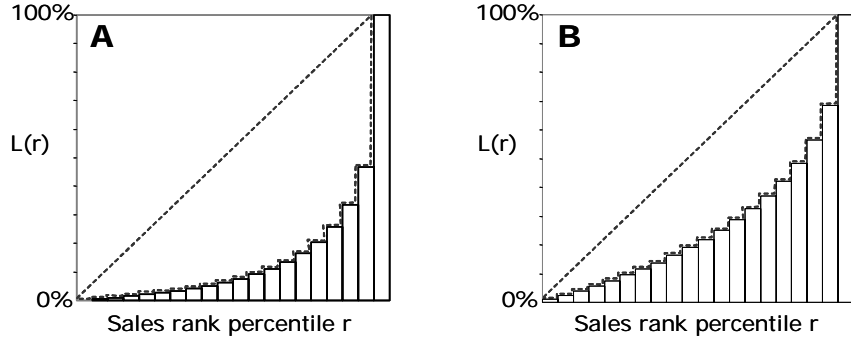 100%
A
L(r)
0%
Sales rank percentile r
100%
B
L(r)
0%
Sales rank percentile r